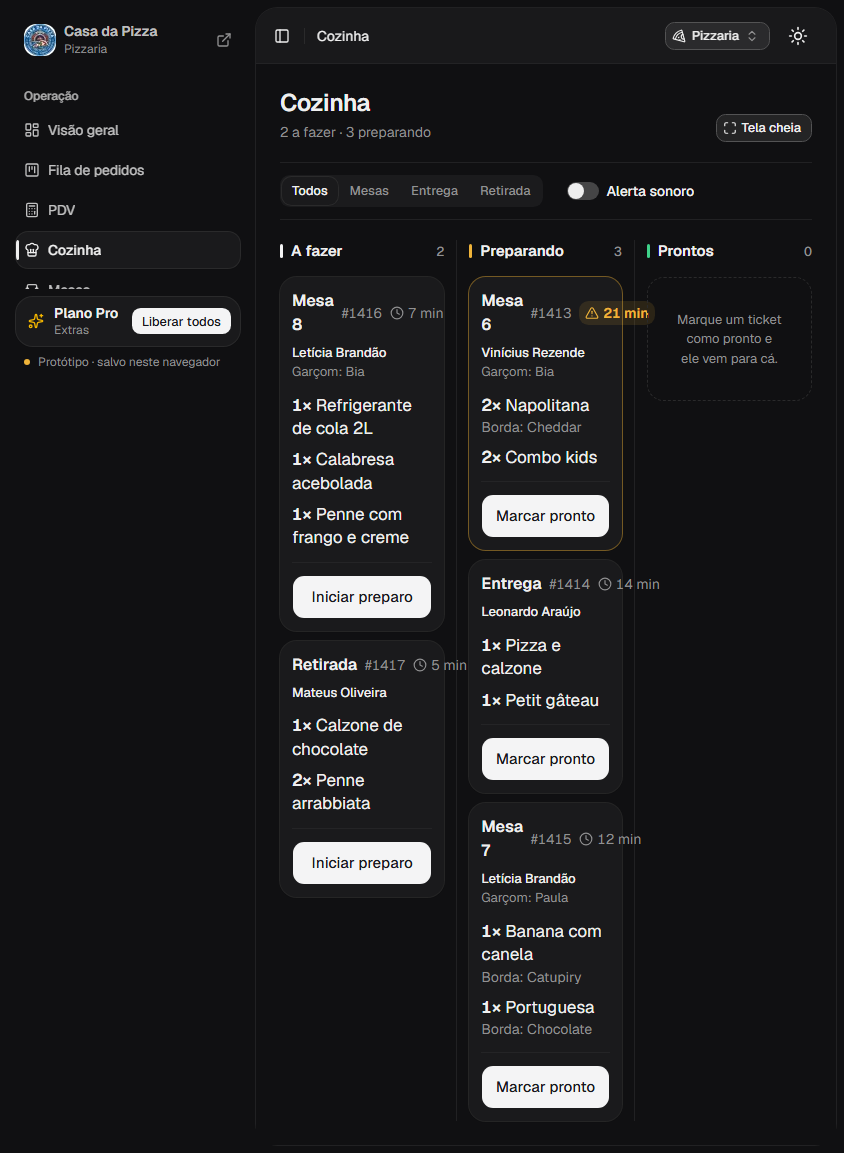 Casa da Pizza
Pizzaria
Operação
Visão geral
Fila de pedidos
PDV
Cozinha
Plano Pro
Extras
Liberar todos
Protótipo · salvo neste navegador
Cozinha
Pizzaria
Cozinha
2 a fazer · 3 preparando
Tela cheia
Todos
Mesas
Entrega
Retirada
Alerta sonoro
A fazer 2
Mesa
8
#1416
7 min
Letícia Brandão
Garçom: Bia
1× Refrigerante
de cola 2L
1× Calabresa
acebolada
1× Penne com
frango e creme
Iniciar preparo
Retirada #1417 5 min
Mateus Oliveira
1× Calzone de
chocolate
2× Penne
arrabbiata
Iniciar preparo
Preparando 3
Mesa
6
#1413
21 min
Vinícius Rezende
Garçom: Bia
2× Napolitana
Borda: Cheddar
2× Combo kids
Marcar pronto
Entrega #1414 14 min
Leonardo Araújo
1× Pizza e
calzone
1× Petit gâteau
Marcar pronto
Mesa
7
#1415
12 min
Letícia Brandão
Garçom: Paula
1× Banana com
canela
Borda: Catupiry
1× Portuguesa
Borda: Chocolate
Marcar pronto
Prontos 0
Marque um ticket
como pronto e
ele vem para cá.